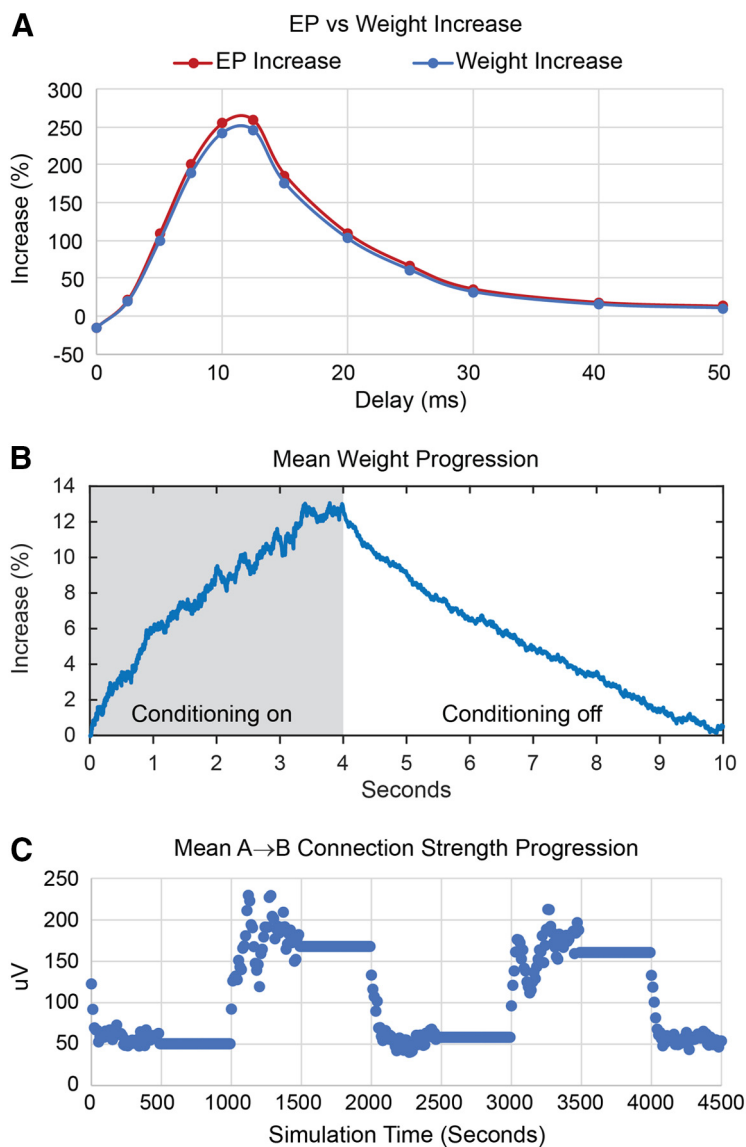 A
EP vs Weight Increase
EP Increase Weight Increase
300
250
200
150
100
50
0
-50
Increase (%)
0 10 20 30 40 50
Delay (ms)
B
Mean Weight Progression
14
12
10
8
6
4
2
0
Increase (%)
Conditioning on Conditioning off
0 1 2 3 4 5 6 7 8 9 10
Seconds
C
Mean A→B Connection Strength Progression
250
200
150
100
50
0
uV
0 500 1000 1500 2000 2500 3000 3500 4000 4500
Simulation Time (Seconds)